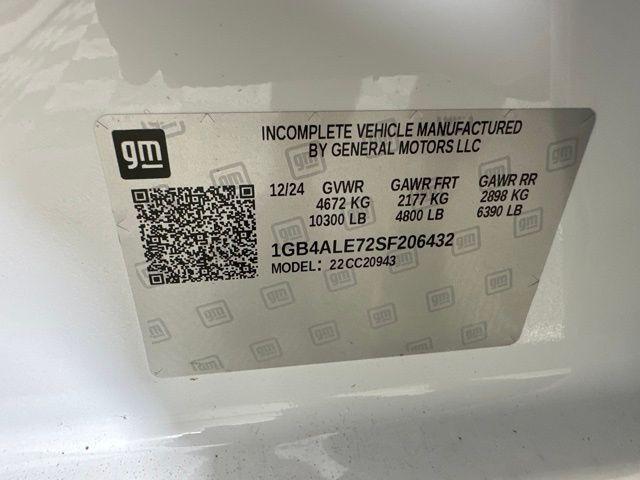 gm
INCOMPLETE VEHICLE MANUFACTURED
BY GENERAL MOTORS LLC
12/24 GVWR GAWR FRT GAWR RR
4672 KG 2177 KG 2898 KG
10300 LB 4800 LB 6390 LB
1GB4ALE72SF206432
MODEL: 22CC20943